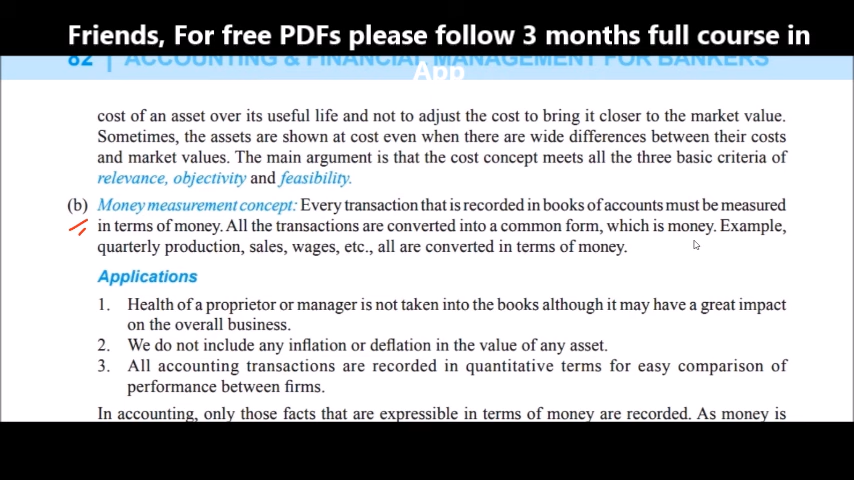 Friends, For free PDFs please follow 3 months full course in
App
82 | ACCOUNTING & FINANCIAL MANAGEMENT FOR BANKERS
cost of an asset over its useful life and not to adjust the cost to bring it closer to the market value.
Sometimes, the assets are shown at cost even when there are wide differences between their costs
and market values. The main argument is that the cost concept meets all the three basic criteria of
relevance, objectivity and feasibility.
(b) Money measurement concept: Every transaction that is recorded in books of accounts must be measured
in terms of money. All the transactions are converted into a common form, which is money. Example,
quarterly production, sales, wages, etc., all are converted in terms of money.
Applications
1. Health of a proprietor or manager is not taken into the books although it may have a great impact
on the overall business.
2. We do not include any inflation or deflation in the value of any asset.
3. All accounting transactions are recorded in quantitative terms for easy comparison of
performance between firms.
In accounting, only those facts that are expressible in terms of money are recorded. As money is